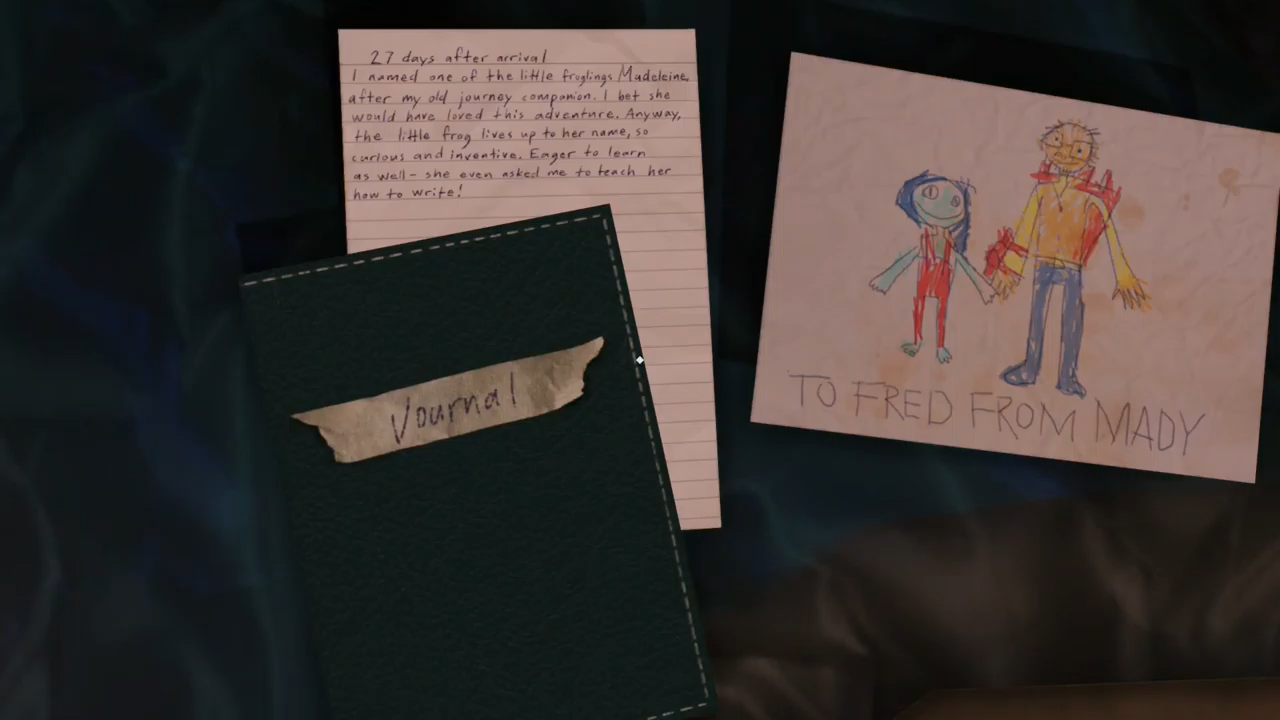 27 days after arrival
I named one of the little froglings Madeleine,
after my old journey companion. I bet she
would have loved this adventure. Anyway,
the little frog lives up to her name, so
curious and inventive. Eager to learn
as well - she even asked me to teach her
how to write!
Journal
TO FRED FROM MADY